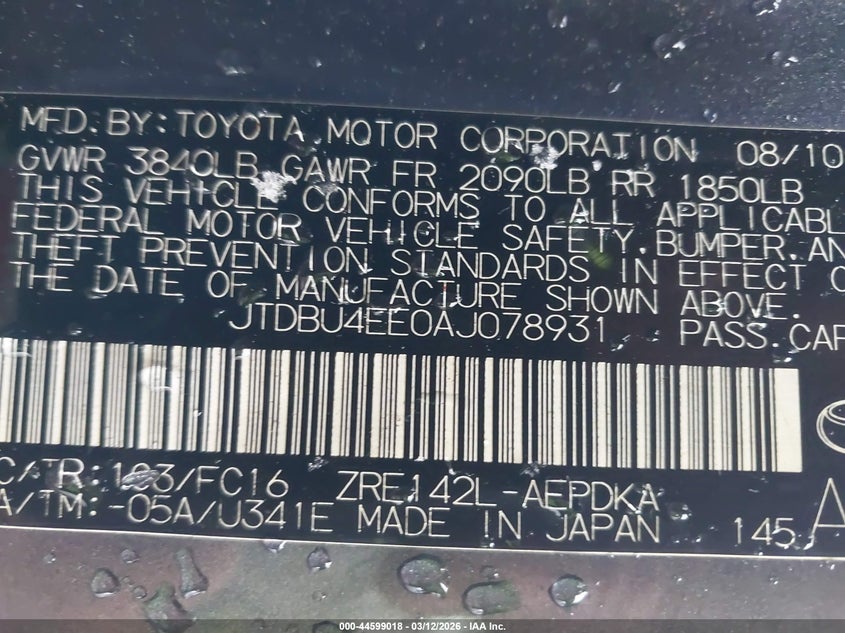 MFD. BY: TOYOTA MOTOR CORPORATION 08/10
GVWR 3840LB GAWR FR 2090LB RR 1850LB
THIS VEHICLE CONFORMS TO ALL APPLICABL
FEDERAL MOTOR VEHICLE SAFETY, BUMPER, AN
THEFT PREVENTION STANDARDS IN EFFECT O
THE DATE OF MANUFACTURE SHOWN ABOVE.
JTDBU4EE0AJ078931 PASS. CAR
C/TR: 183/FC16 ZRE142L-AEPDKA
A/TM: -05A/U341E MADE IN JAPAN 145 A
000-44599018 - 03/12/2026 - IAA Inc.